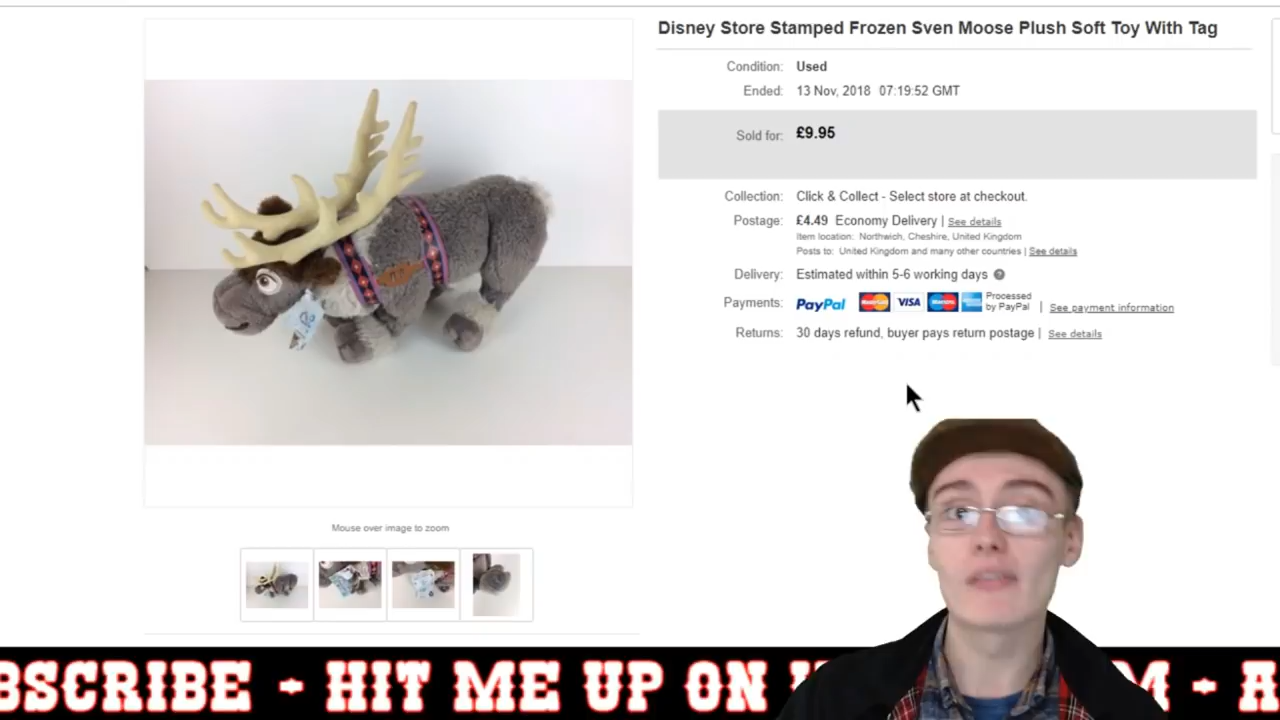 Disney Store Stamped Frozen Sven Moose Plush Soft Toy With Tag
Condition: Used
Ended: 13 Nov, 2018 07:19:52 GMT
Sold for: £9.95
Collection: Click & Collect - Select store at checkout.
Postage: £4.49 Economy Delivery | See details
Item location: Northwich, Cheshire, United Kingdom
Posts to: United Kingdom and many other countries | See details
Delivery: Estimated within 5-6 working days
Payments: PayPal MasterCard VISA Maestro Processed by PayPal | See payment information
Returns: 30 days refund, buyer pays return postage | See details
Mouse over image to zoom
BSCRIBE - HIT ME UP ON